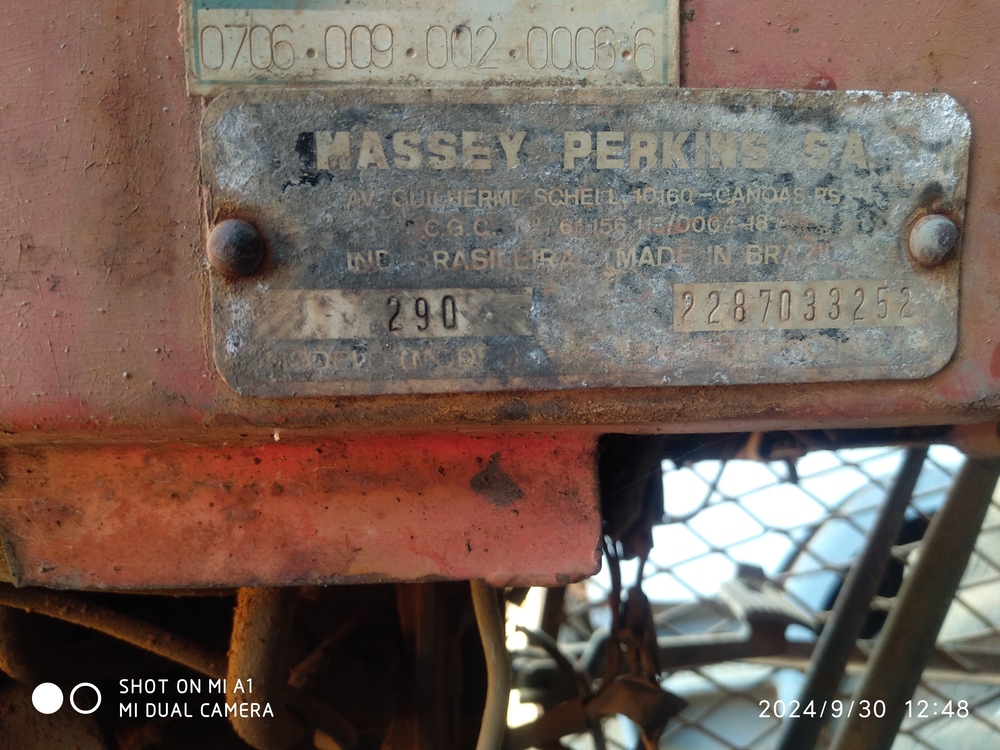 0706·009·002·0006·6
MASSEY PERKINS S.A.
AV. GUILHERME SCHELL, 10160-CANOAS-RS
C.G.C.
IND. BRASILEIRA MADE IN BRAZIL
290 2287033252
MODELO
SHOT ON MI A1
MI DUAL CAMERA
2024/9/30 12:48